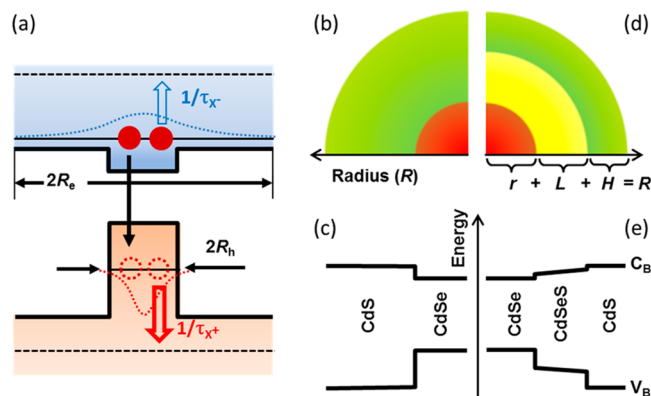 (a)
1/τX-
2Re
2Rh
1/τX+
(b)
(d)
Radius (R)
r + L + H = R
(c)
Energy
(e)
CdS
CdSe
CdSe
CdSeS
CdS
CB
VB